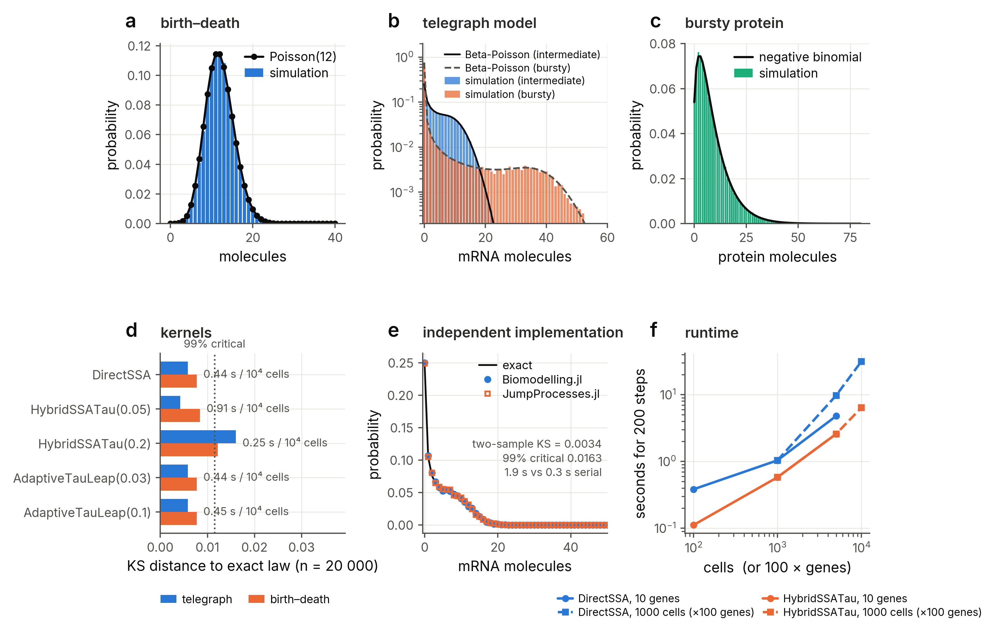 a birth–death
0.12
0.10
0.08
0.06
0.04
0.02
0.00
probability
Poisson(12)
simulation
0 20 40
molecules
b telegraph model
10⁰
10⁻¹
10⁻²
10⁻³
probability
Beta-Poisson (intermediate)
Beta-Poisson (bursty)
simulation (intermediate)
simulation (bursty)
0 20 40 60
mRNA molecules
c bursty protein
0.08
0.06
0.04
0.02
0.00
probability
negative binomial
simulation
0 25 50 75
protein molecules
d kernels
99% critical
DirectSSA 0.44 s / 10⁴ cells
HybridSSATau(0.05) 0.91 s / 10⁴ cells
HybridSSATau(0.2) 0.25 s / 10⁴ cells
AdaptiveTauLeap(0.03) 0.44 s / 10⁴ cells
AdaptiveTauLeap(0.1) 0.45 s / 10⁴ cells
0.00 0.01 0.02 0.03
KS distance to exact law (n = 20 000)
telegraph birth–death
e independent implementation
0.25
0.20
0.15
0.10
0.05
0.00
probability
exact
Biomodelling.jl
JumpProcesses.jl
two-sample KS = 0.0034
99% critical 0.0163
1.9 s vs 0.3 s serial
0 20 40
mRNA molecules
f runtime
10¹
10⁰
10⁻¹
seconds for 200 steps
10² 10³ 10⁴
cells (or 100 × genes)
DirectSSA, 10 genes HybridSSATau, 10 genes
DirectSSA, 1000 cells (×100 genes) HybridSSATau, 1000 cells (×100 genes)